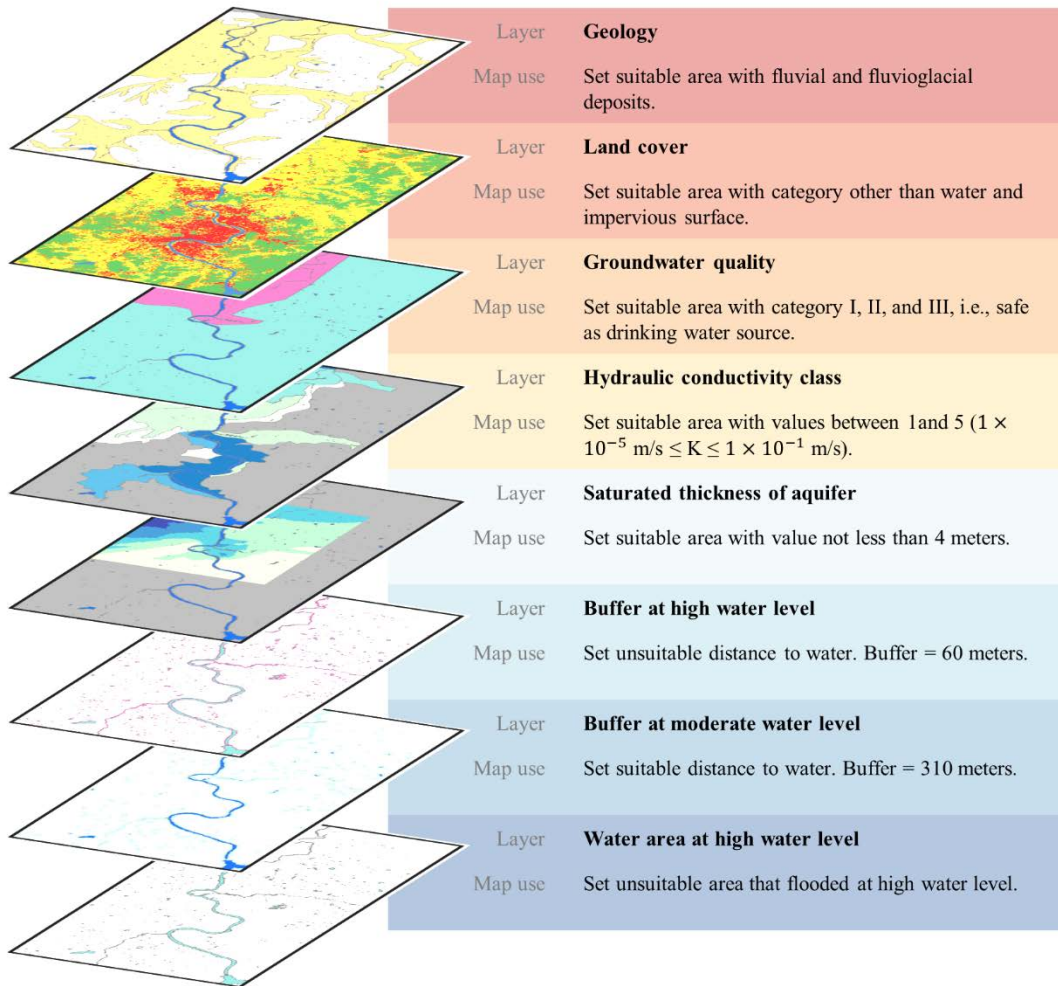 Layer Geology
Map use Set suitable area with fluvial and fluvioglacial
deposits.
Layer Land cover
Map use Set suitable area with category other than water and
impervious surface.
Layer Groundwater quality
Map use Set suitable area with category I, II, and III, i.e., safe
as drinking water source.
Layer Hydraulic conductivity class
Map use Set suitable area with values between 1and 5 (1 ×
10⁻⁵ m/s ≤ K ≤ 1 × 10⁻¹ m/s).
Layer Saturated thickness of aquifer
Map use Set suitable area with value not less than 4 meters.
Layer Buffer at high water level
Map use Set unsuitable distance to water. Buffer = 60 meters.
Layer Buffer at moderate water level
Map use Set suitable distance to water. Buffer = 310 meters.
Layer Water area at high water level
Map use Set unsuitable area that flooded at high water level.